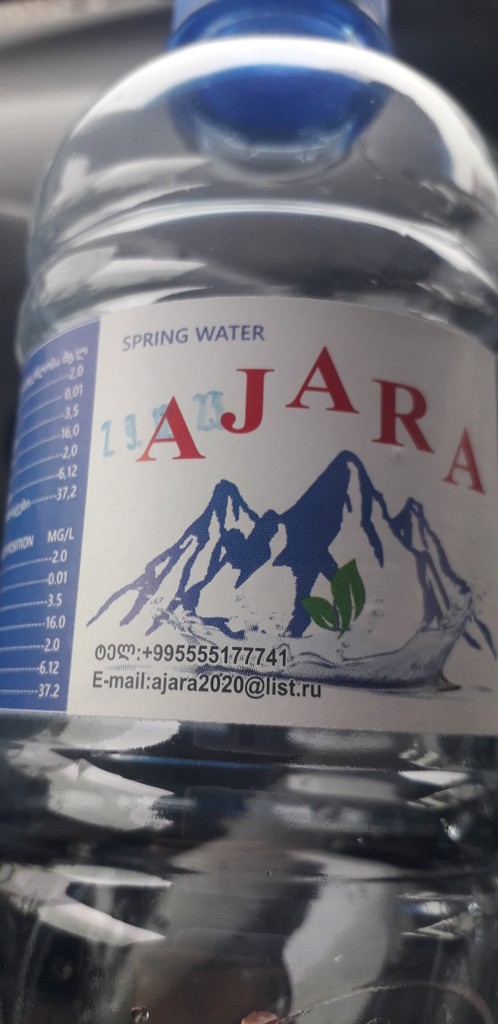 SPRING WATER
AJARA
ტელ:+995555177741
E-mail:ajara2020@list.ru
მგ/ლ
2,0
0,01
3,5
16,0
2,0
6,12
37,2
MG/L
2.0
0.01
3.5
16.0
2.0
6.12
37.2